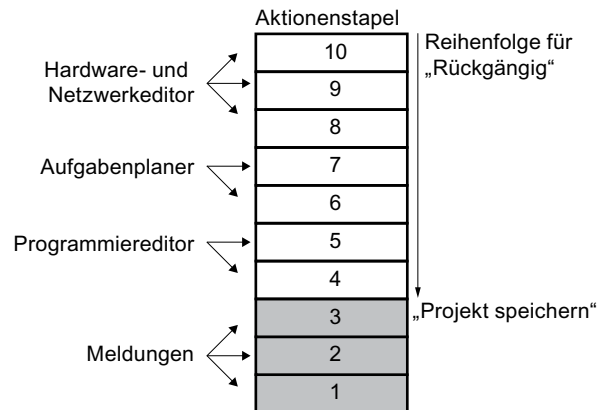 Aktionenstapel
10
Reihenfolge für
„Rückgängig“
Hardware- und
Netzwerkeditor
9
8
Aufgabenplaner
7
6
Programmiereditor
5
4
3
„Projekt speichern“
Meldungen
2
1